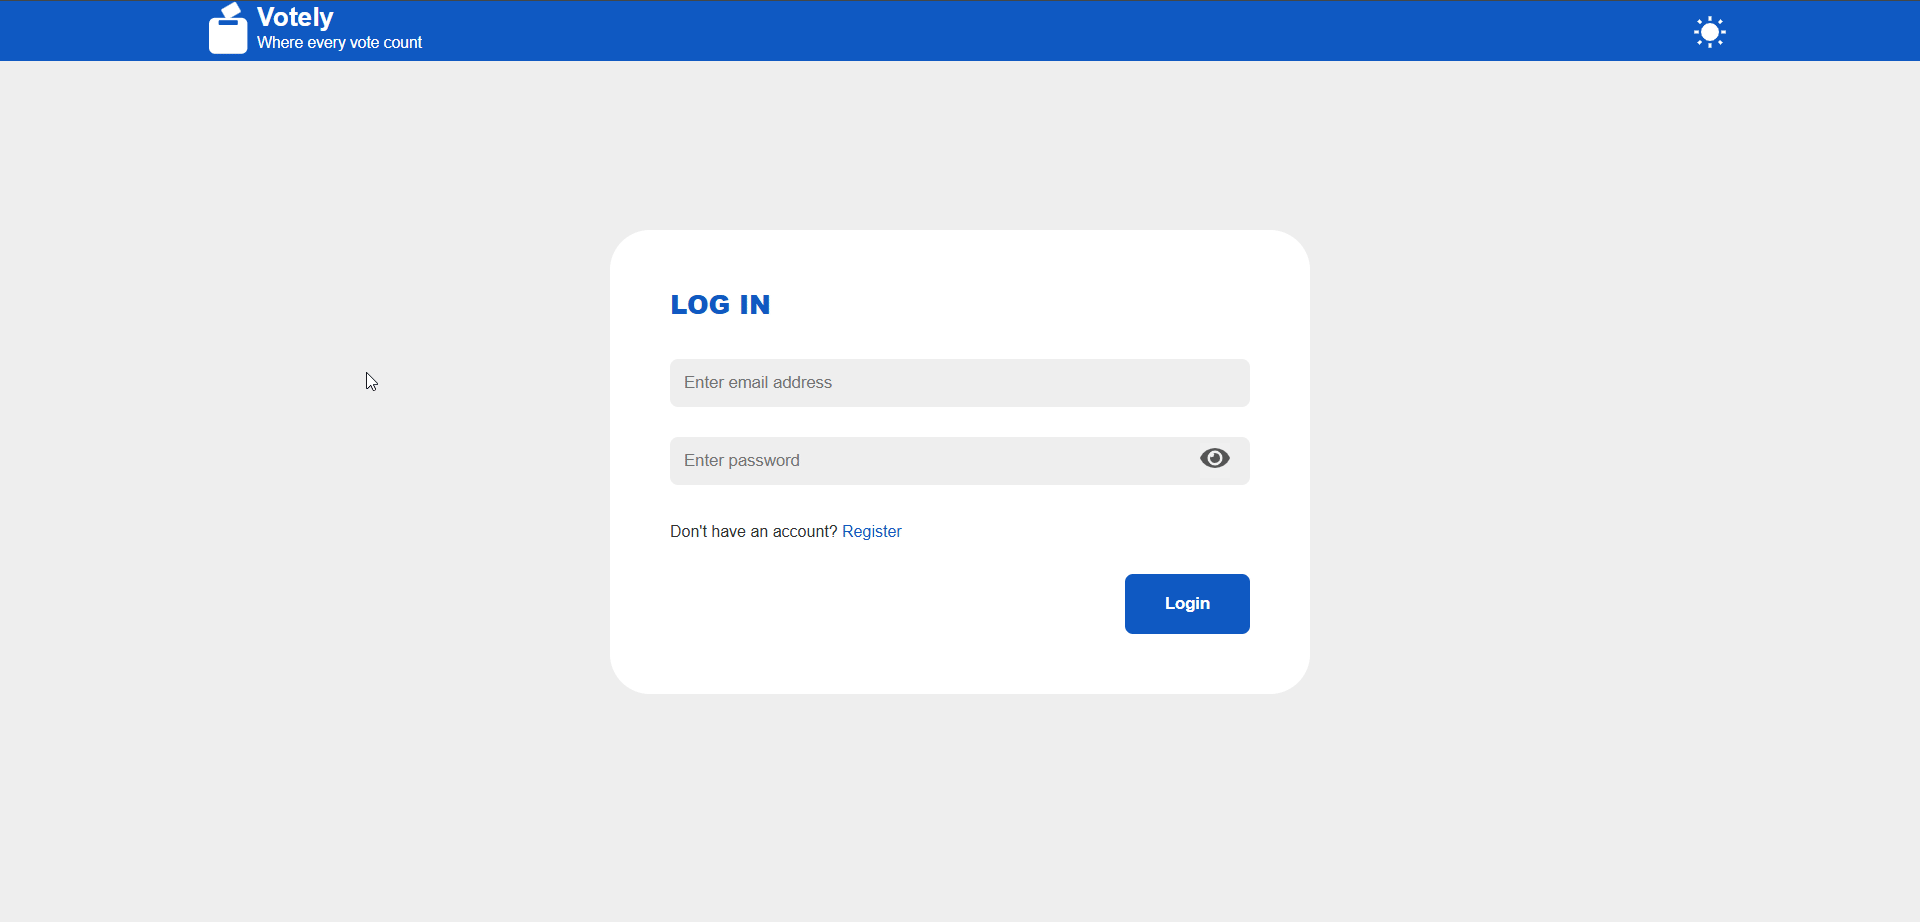 Votely
Where every vote count
LOG IN
Enter email address
Enter password
Don't have an account? Register
Login